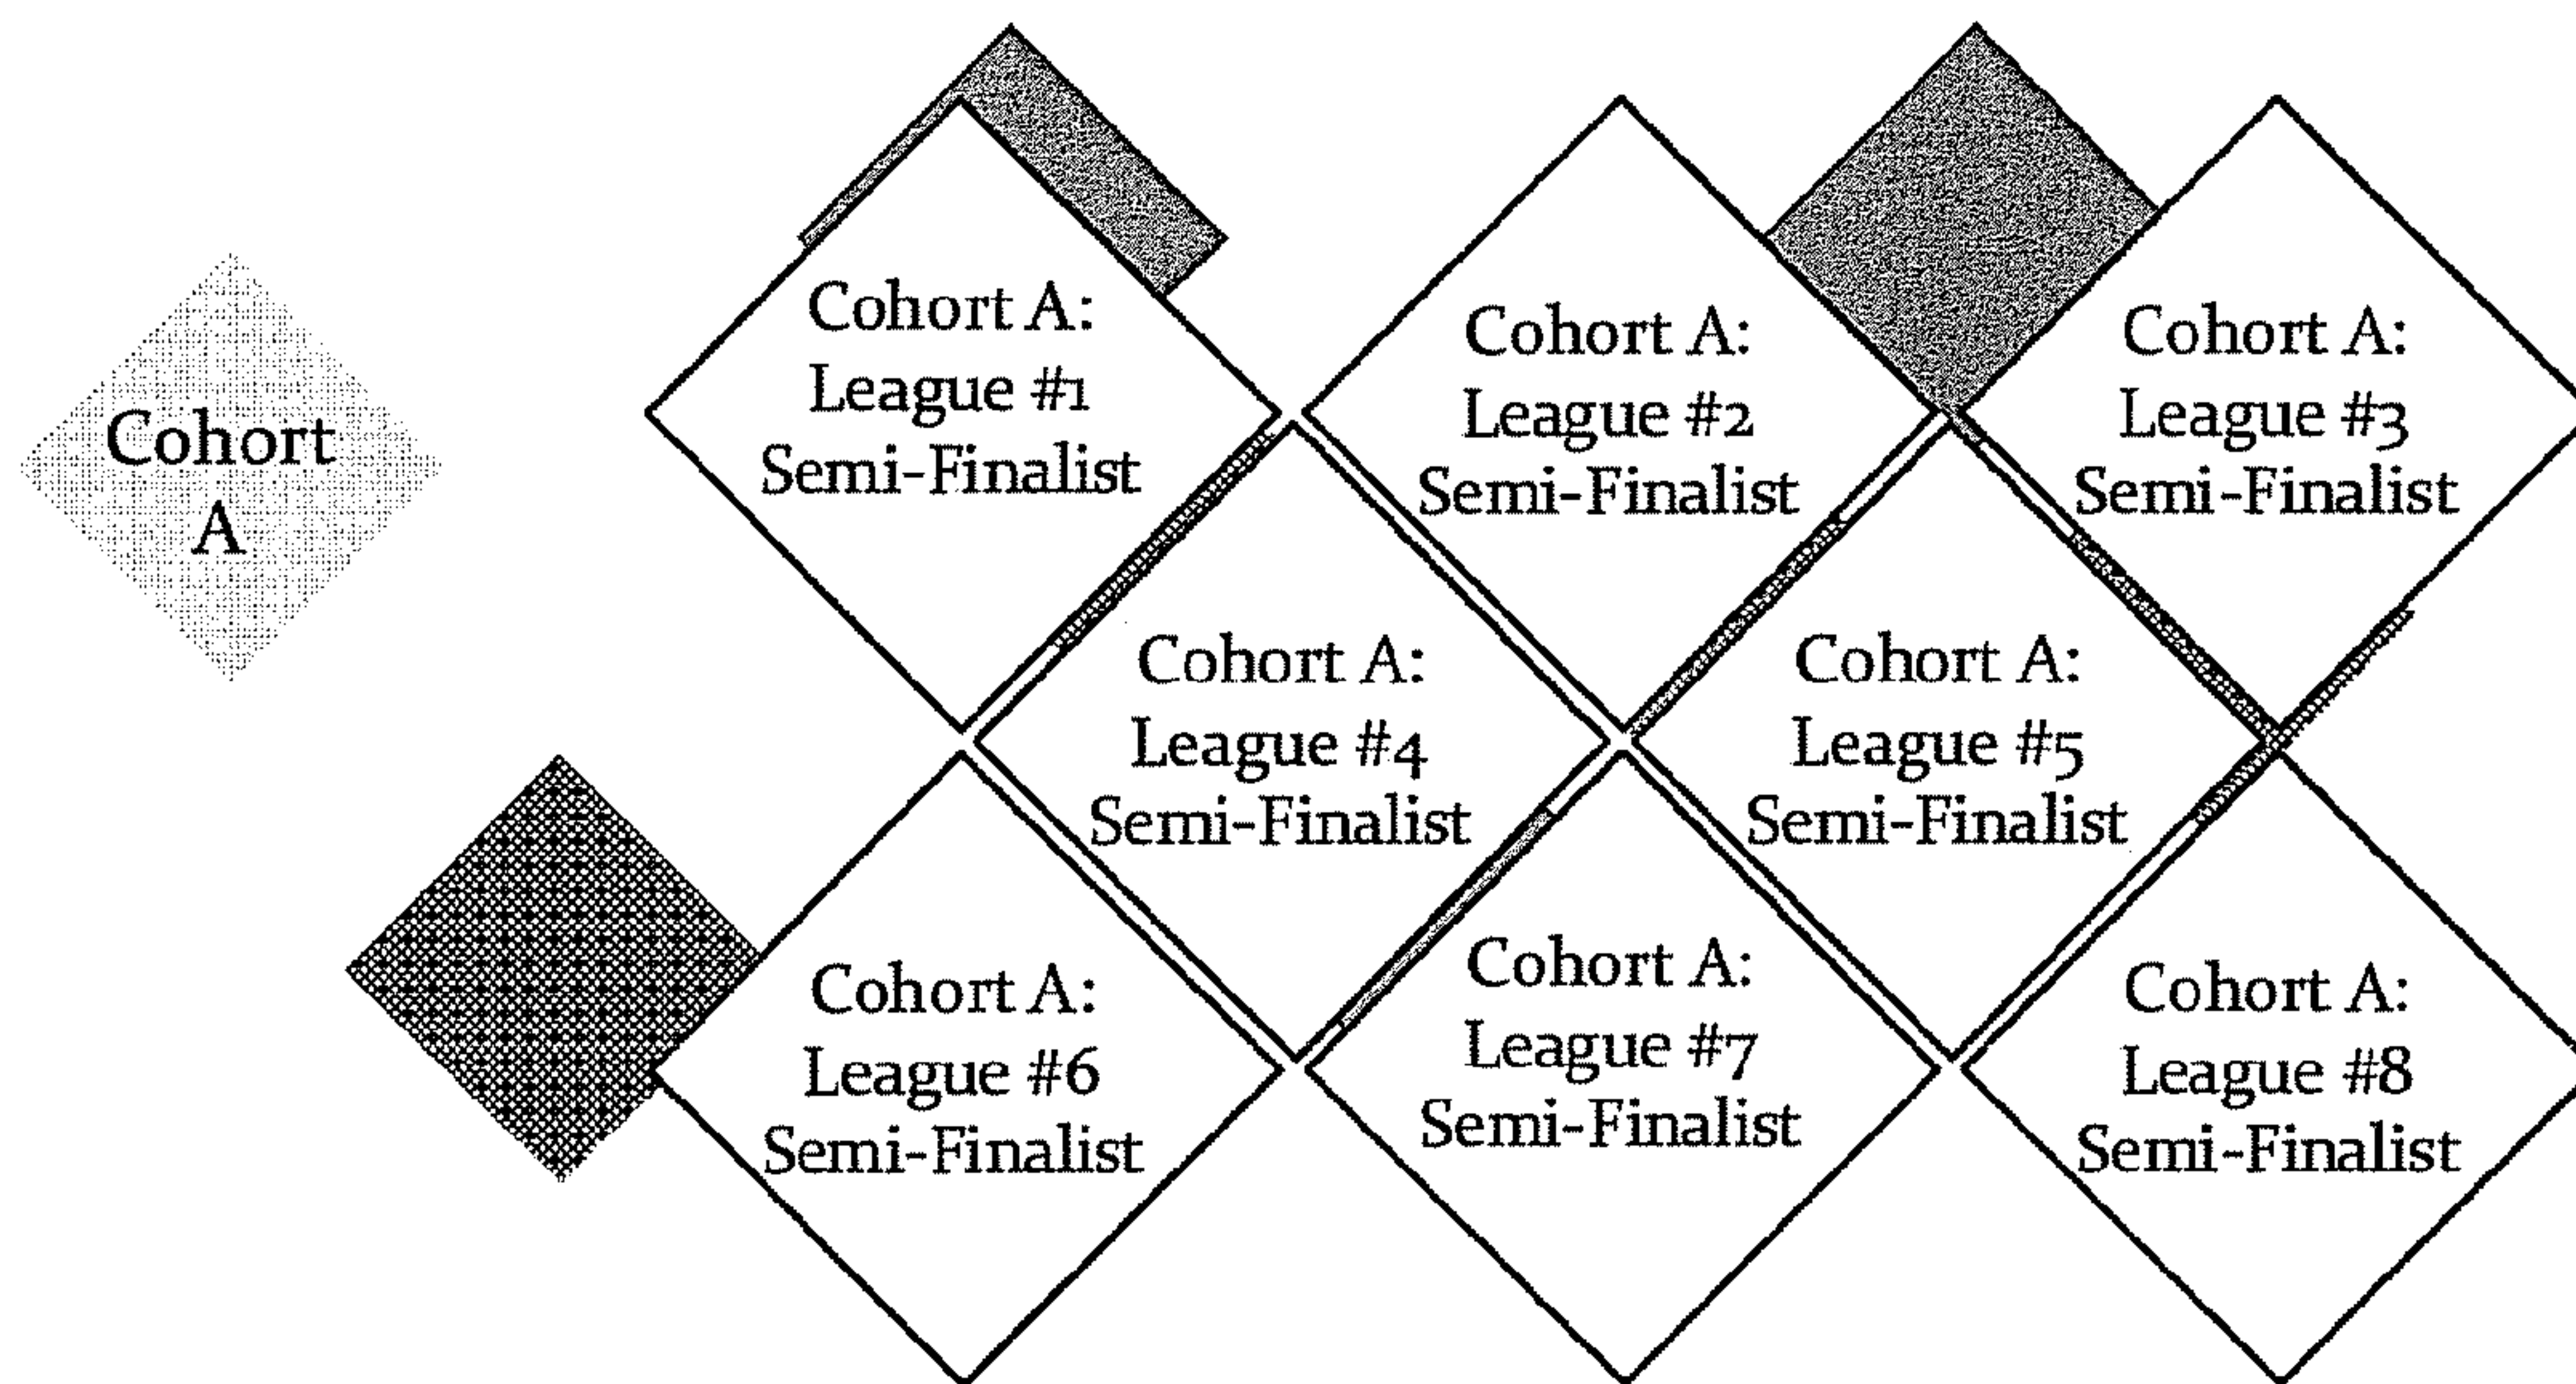 Cohort
A
Cohort A:
League #1
Semi-Finalist
Cohort A:
League #2
Semi-Finalist
Cohort A:
League #3
Semi-Finalist
Cohort A:
League #4
Semi-Finalist
Cohort A:
League #5
Semi-Finalist
Cohort A:
League #6
Semi-Finalist
Cohort A:
League #7
Semi-Finalist
Cohort A:
League #8
Semi-Finalist